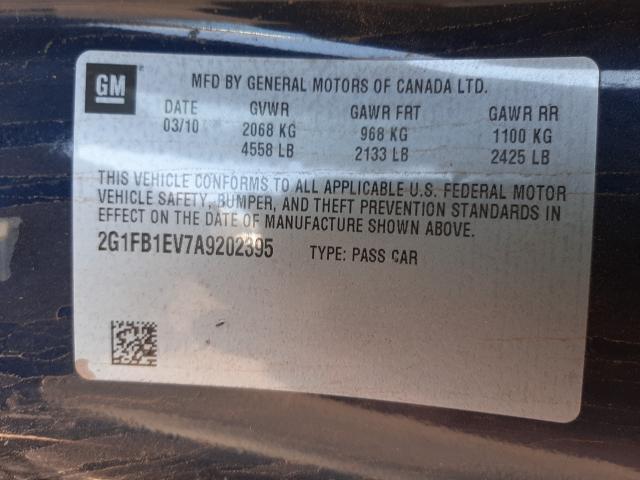 GM
MFD BY GENERAL MOTORS OF CANADA LTD.
DATE GVWR GAWR FRT GAWR RR
03/10 2068 KG 968 KG 1100 KG
4558 LB 2133 LB 2425 LB
THIS VEHICLE CONFORMS TO ALL APPLICABLE U.S. FEDERAL MOTOR
VEHICLE SAFETY, BUMPER, AND THEFT PREVENTION STANDARDS IN
EFFECT ON THE DATE OF MANUFACTURE SHOWN ABOVE.
2G1FB1EV7A9202395 TYPE: PASS CAR